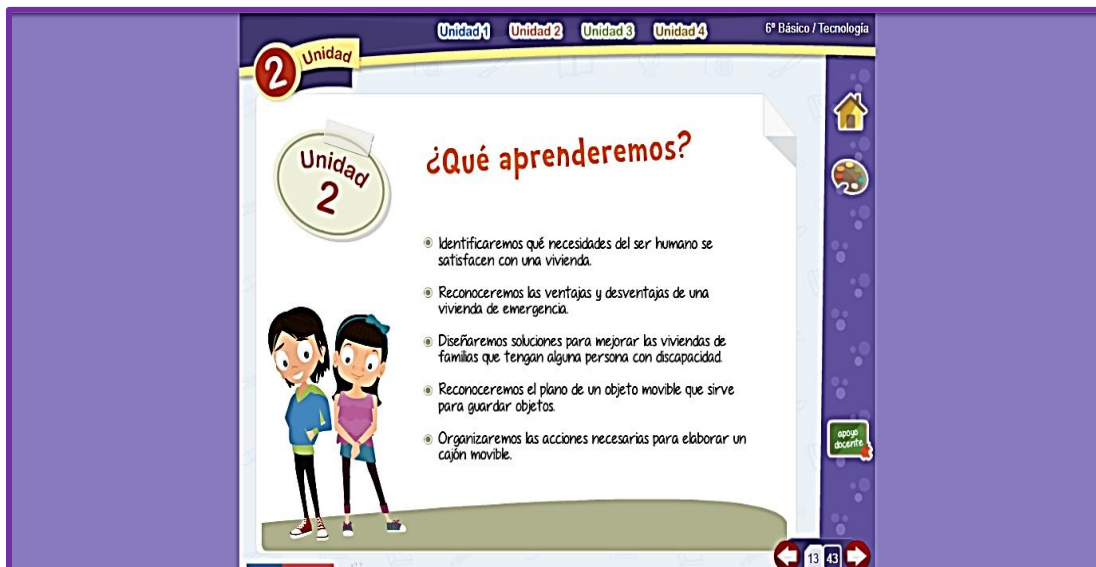 Unidad 1 Unidad 2 Unidad 3 Unidad 4 6º Básico / Tecnología
2 Unidad
Unidad
2
¿Qué aprenderemos?
Identificaremos qué necesidades del ser humano se
satisfacen con una vivienda.
Reconoceremos las ventajas y desventajas de una
vivienda de emergencia.
Diseñaremos soluciones para mejorar las viviendas de
familias que tengan alguna persona con discapacidad.
Reconoceremos el plano de un objeto movible que sirve
para guardar objetos.
Organizaremos las acciones necesarias para elaborar un
cajón movible.
apoyo
docente
13 43